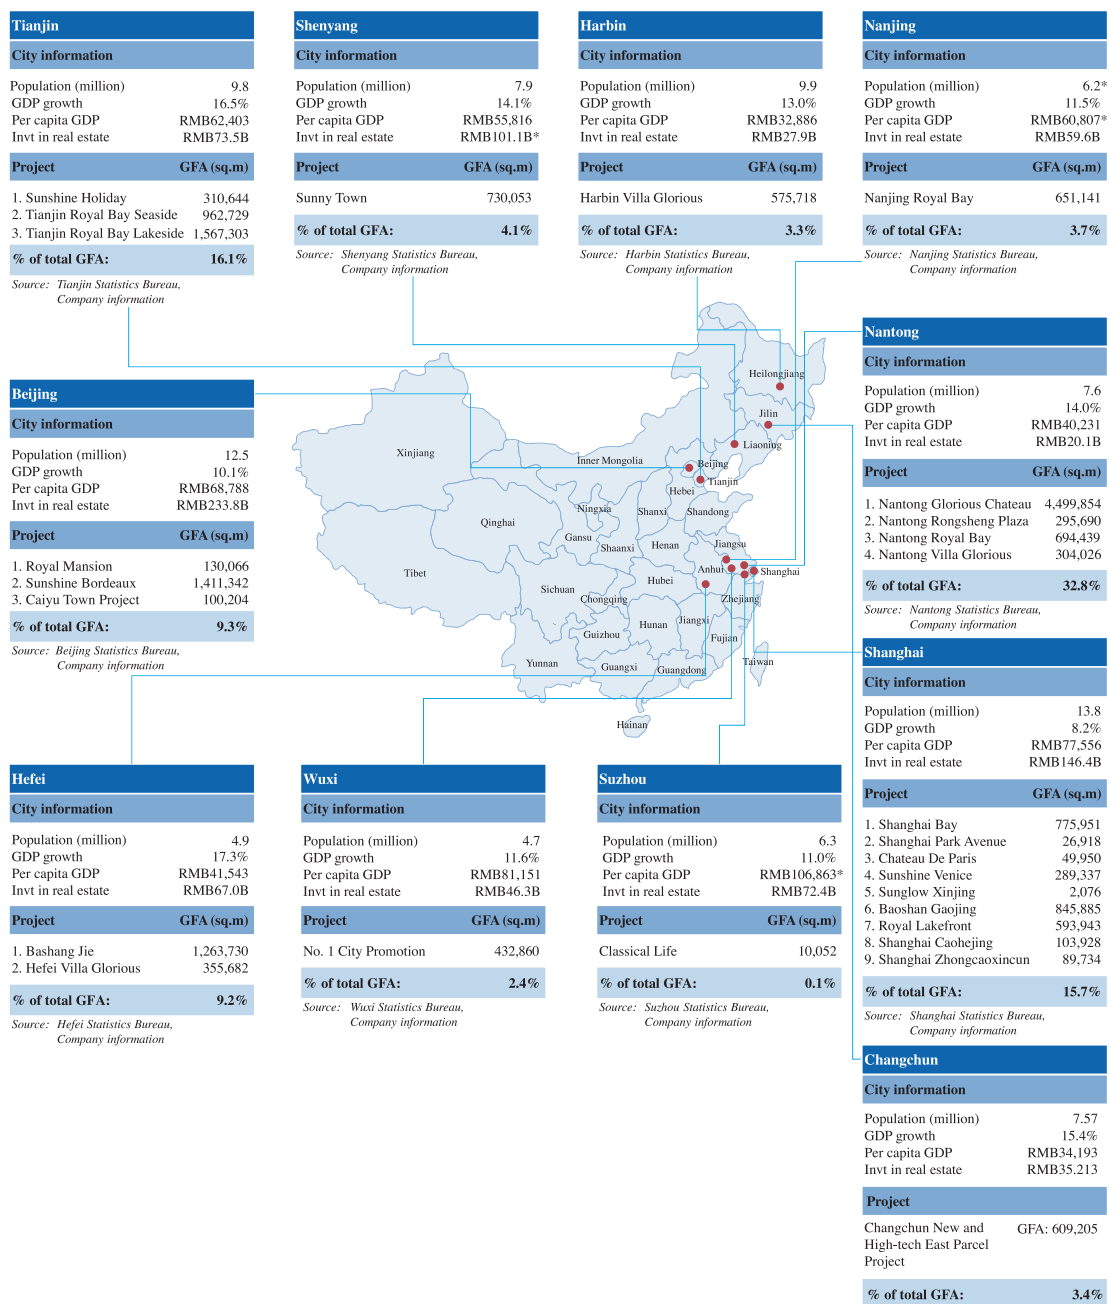 Tianjin
City information
Population (million) 9.8
GDP growth 16.5%
Per capita GDP RMB62,403
Invt in real estate RMB73.5B
Project GFA (sq.m)
1. Sunshine Holiday 310,644
2. Tianjin Royal Bay Seaside 962,729
3. Tianjin Royal Bay Lakeside 1,567,303
% of total GFA: 16.1%
Source: Tianjin Statistics Bureau,
Company information
Shenyang
City information
Population (million) 7.9
GDP growth 14.1%
Per capita GDP RMB55,816
Invt in real estate RMB101.1B*
Project GFA (sq.m)
Sunny Town 730,053
% of total GFA: 4.1%
Source: Shenyang Statistics Bureau,
Company information
Harbin
City information
Population (million) 9.9
GDP growth 13.0%
Per capita GDP RMB32,886
Invt in real estate RMB27.9B
Project GFA (sq.m)
Harbin Villa Glorious 575,718
% of total GFA: 3.3%
Source: Harbin Statistics Bureau,
Company information
Nanjing
City information
Population (million) 6.2*
GDP growth 11.5%
Per capita GDP RMB60,807*
Invt in real estate RMB59.6B
Project GFA (sq.m)
Nanjing Royal Bay 651,141
% of total GFA: 3.7%
Source: Nanjing Statistics Bureau,
Company information
Beijing
City information
Population (million) 12.5
GDP growth 10.1%
Per capita GDP RMB68,788
Invt in real estate RMB233.8B
Project GFA (sq.m)
1. Royal Mansion 130,066
2. Sunshine Bordeaux 1,411,342
3. Caiyu Town Project 100,204
% of total GFA: 9.3%
Source: Beijing Statistics Bureau,
Company information
Heilongjiang
Jilin
Liaoning
Xinjiang
Inner Mongolia
Beijing
Tianjin
Hebei
Ningxia
Shanxi
Shandong
Qinghai
Gansu
Shaanxi
Henan
Jiangsu
Tibet
Anhui
Shanghai
Hubei
Sichuan
Chongqing
Zhejiang
Hunan
Jiangxi
Guizhou
Fujian
Yunnan
Guangxi
Guangdong
Taiwan
Hainan
Nantong
City information
Population (million) 7.6
GDP growth 14.0%
Per capita GDP RMB40,231
Invt in real estate RMB20.1B
Project GFA (sq.m)
1. Nantong Glorious Chateau 4,499,854
2. Nantong Rongsheng Plaza 295,690
3. Nantong Royal Bay 694,439
4. Nantong Villa Glorious 304,026
% of total GFA: 32.8%
Source: Nantong Statistics Bureau,
Company information
Shanghai
City information
Population (million) 13.8
GDP growth 8.2%
Per capita GDP RMB77,556
Invt in real estate RMB146.4B
Project GFA (sq.m)
1. Shanghai Bay 775,951
2. Shanghai Park Avenue 26,918
3. Chateau De Paris 49,950
4. Sunshine Venice 289,337
5. Sunglow Xinjing 2,076
6. Baoshan Gaojing 845,885
7. Royal Lakefront 593,943
8. Shanghai Caohejing 103,928
9. Shanghai Zhongcaoxincun 89,734
% of total GFA: 15.7%
Source: Shanghai Statistics Bureau,
Company information
Hefei
City information
Population (million) 4.9
GDP growth 17.3%
Per capita GDP RMB41,543
Invt in real estate RMB67.0B
Project GFA (sq.m)
1. Bashang Jie 1,263,730
2. Hefei Villa Glorious 355,682
% of total GFA: 9.2%
Source: Hefei Statistics Bureau,
Company information
Wuxi
City information
Population (million) 4.7
GDP growth 11.6%
Per capita GDP RMB81,151
Invt in real estate RMB46.3B
Project GFA (sq.m)
No. 1 City Promotion 432,860
% of total GFA: 2.4%
Source: Wuxi Statistics Bureau,
Company information
Suzhou
City information
Population (million) 6.3
GDP growth 11.0%
Per capita GDP RMB106,863*
Invt in real estate RMB72.4B
Project GFA (sq.m)
Classical Life 10,052
% of total GFA: 0.1%
Source: Suzhou Statistics Bureau,
Company information
Changchun
City information
Population (million) 7.57
GDP growth 15.4%
Per capita GDP RMB34,193
Invt in real estate RMB35.213
Project
Changchun New and GFA: 609,205
High-tech East Parcel
Project
% of total GFA: 3.4%